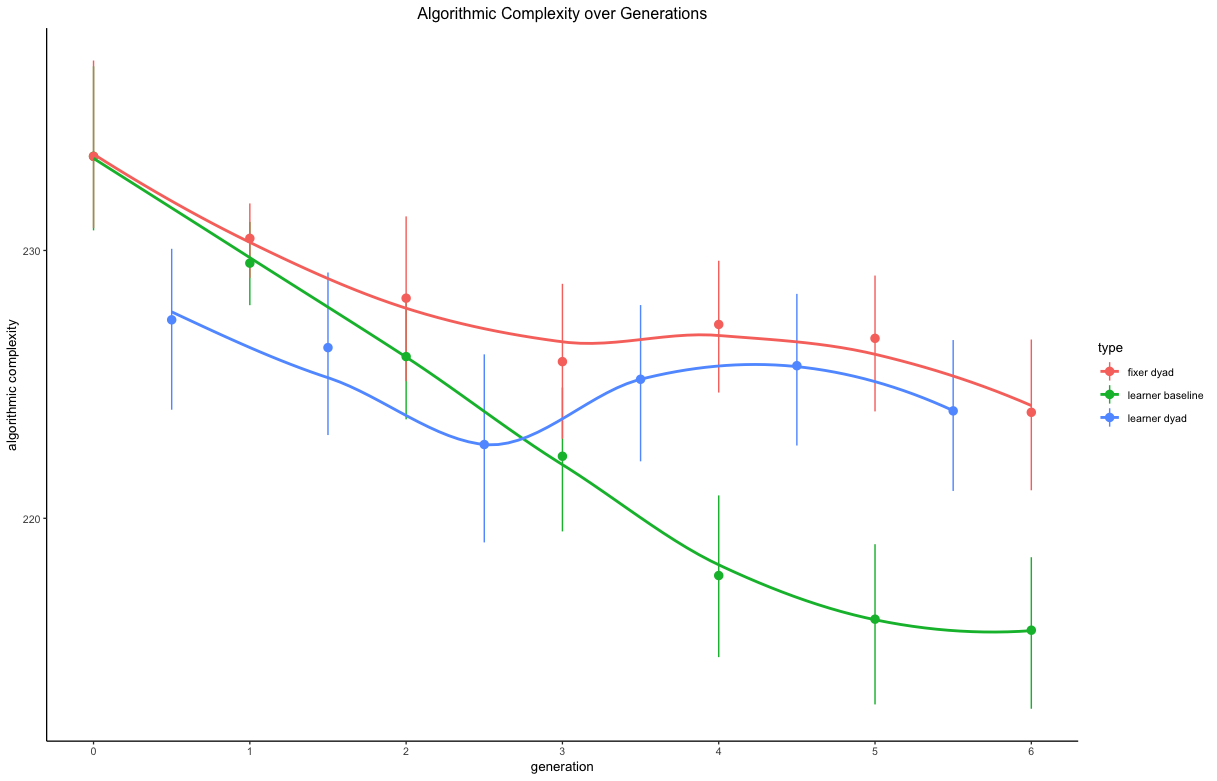 Algorithmic Complexity over Generations
algorithmic complexity
230
220
0 1 2 3 4 5 6
generation
type
fixer dyad
learner baseline
learner dyad